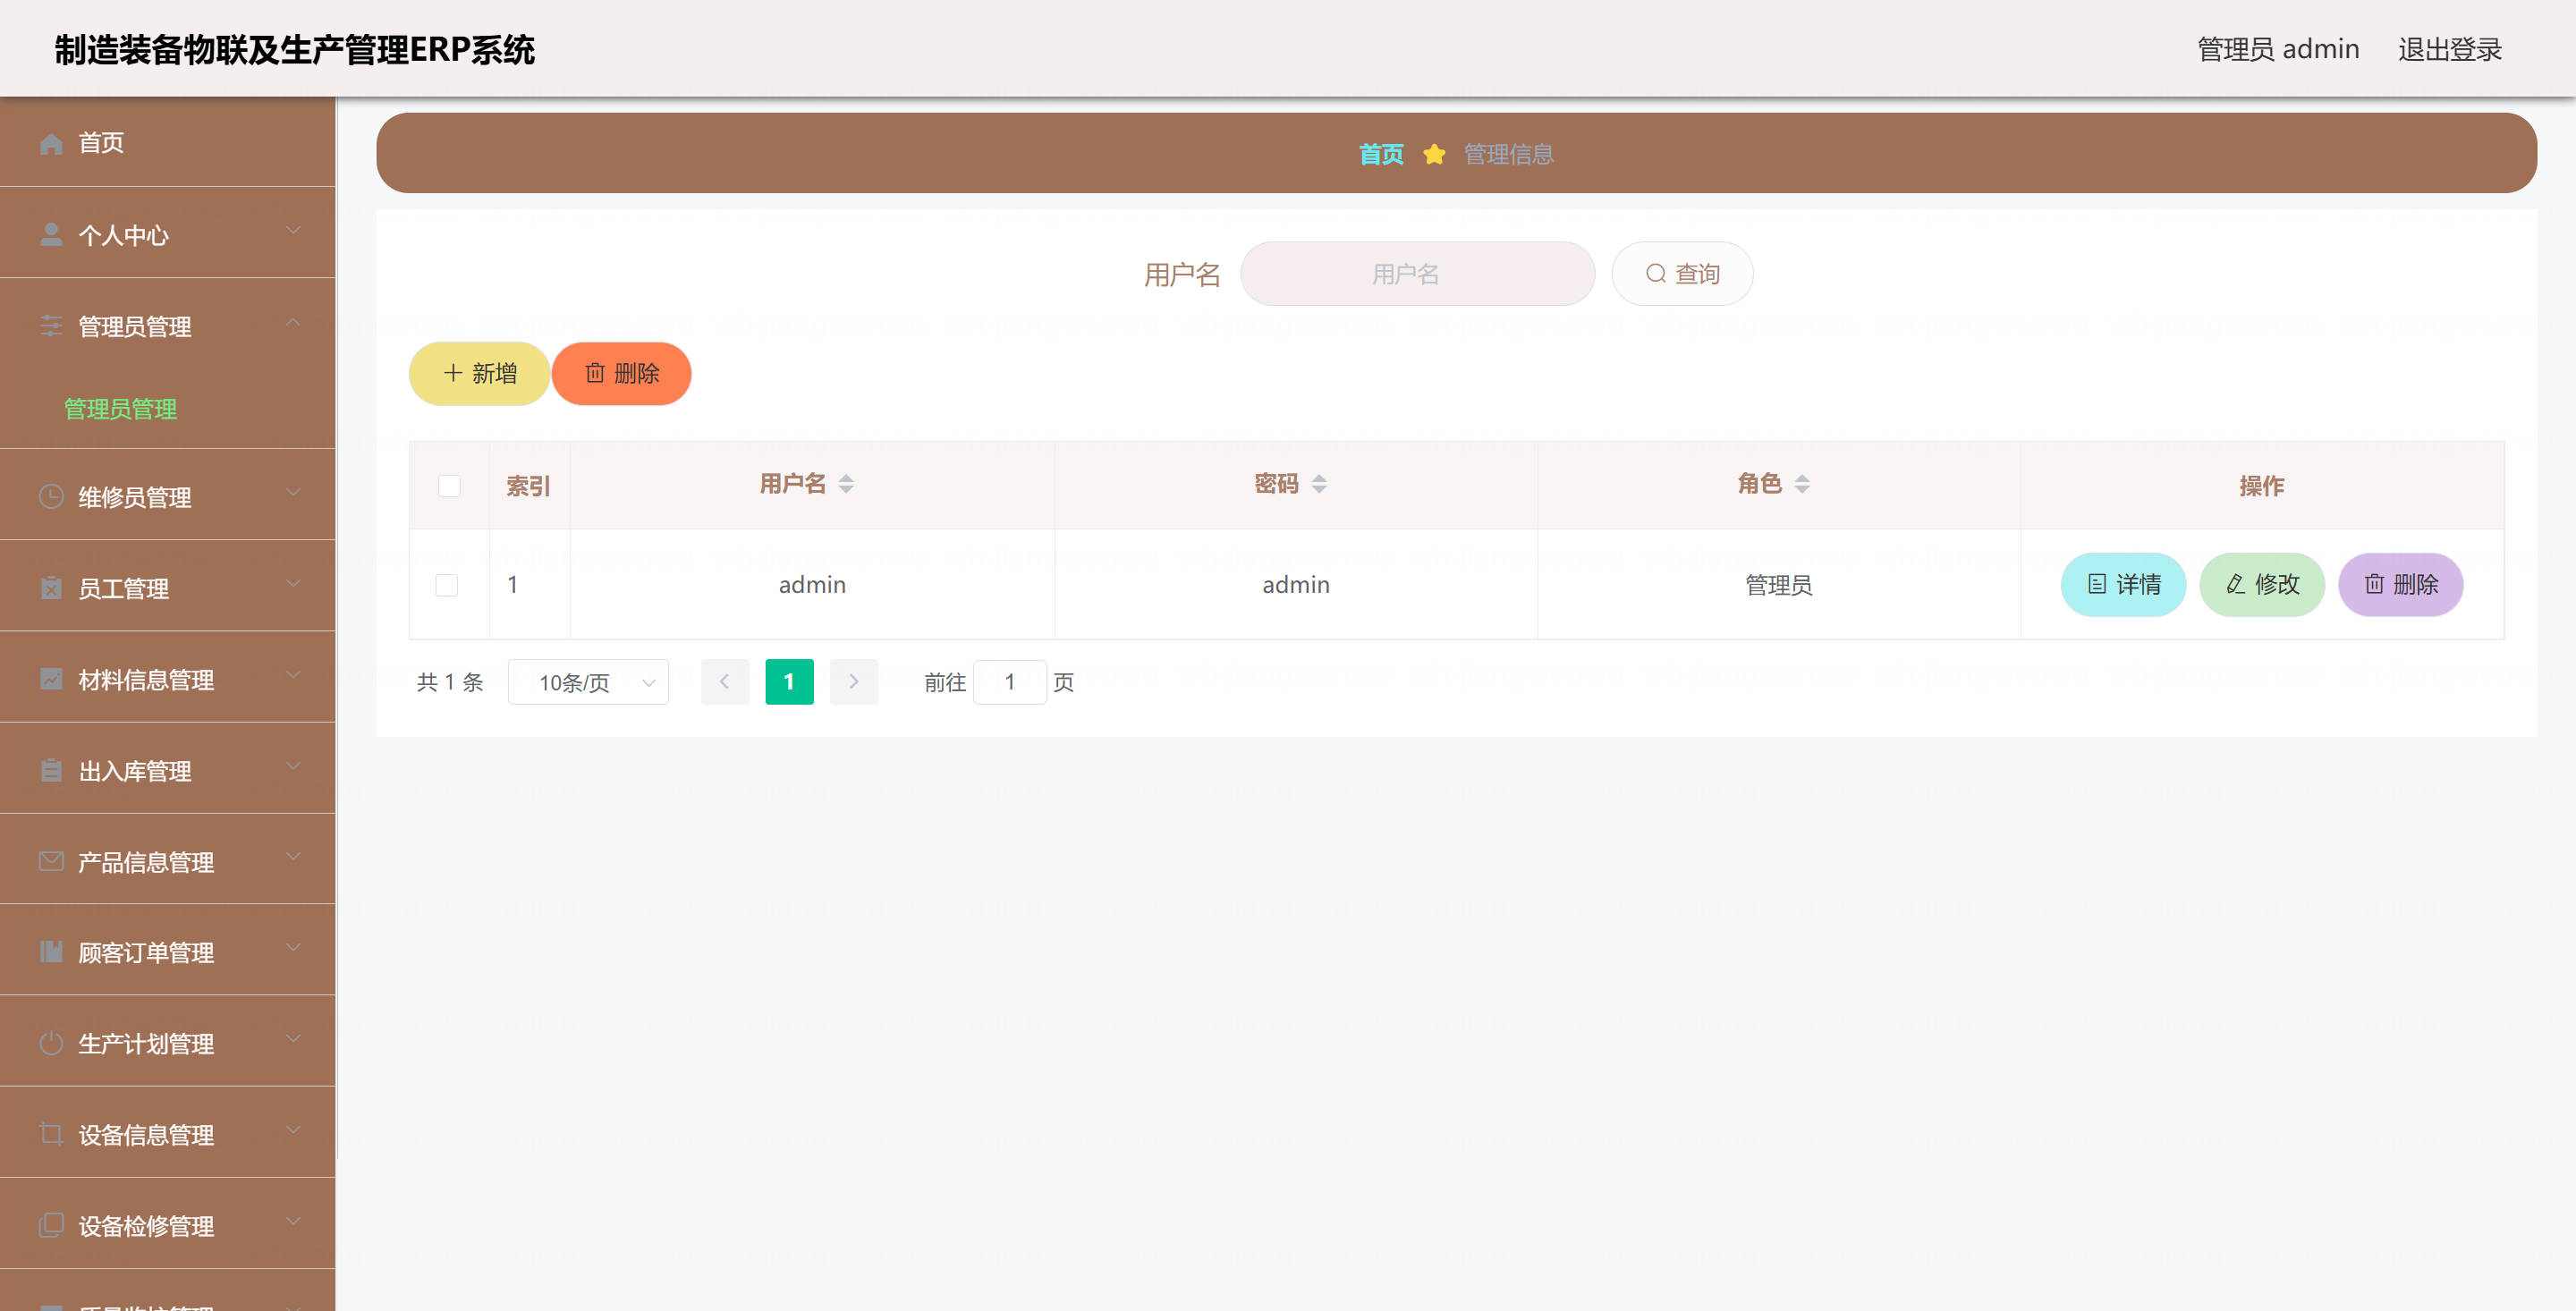 制造装备物联及生产管理ERP系统
管理员 admin 退出登录
首页
个人中心
管理员管理
管理员管理
维修员管理
员工管理
材料信息管理
出入库管理
产品信息管理
顾客订单管理
生产计划管理
设备信息管理
设备检修管理
首页 管理信息
用户名 用户名 查询
新增 删除
索引 用户名 密码 角色 操作
1 admin admin 管理员 详情 修改 删除
共 1 条 10条/页 1 前往 1 页